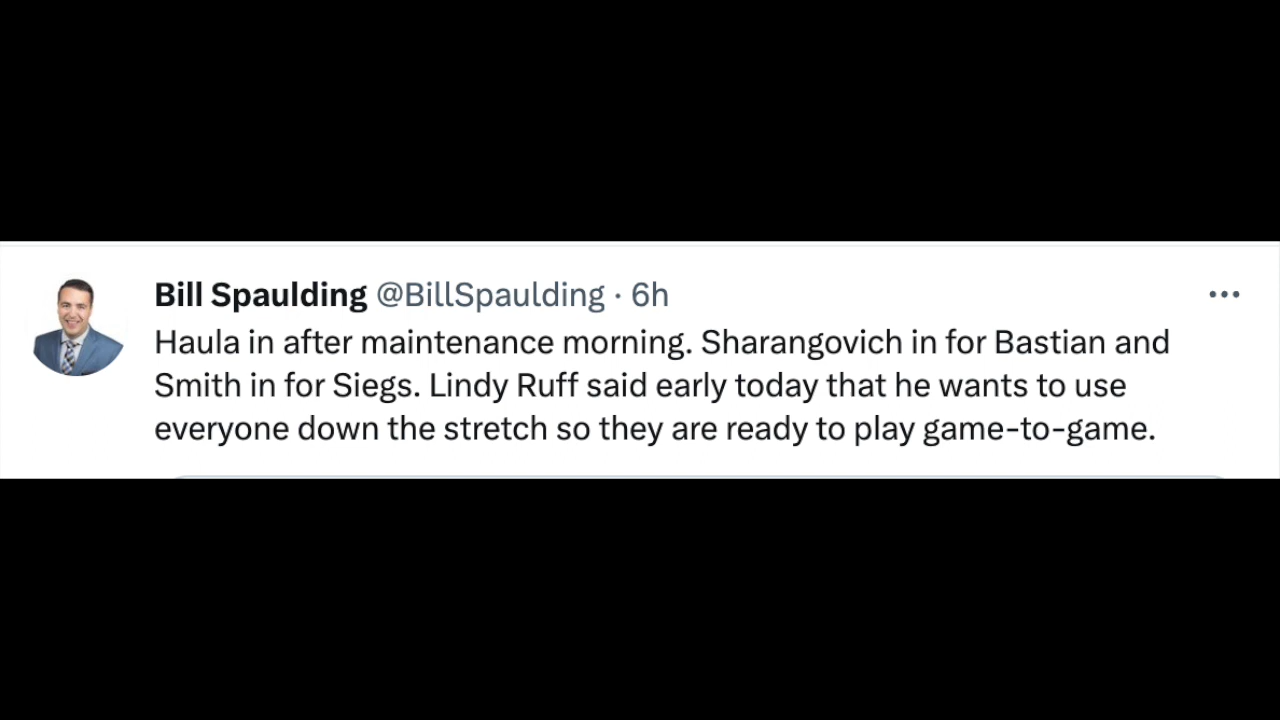 Bill Spaulding @BillSpaulding · 6h
Haula in after maintenance morning. Sharangovich in for Bastian and
Smith in for Siegs. Lindy Ruff said early today that he wants to use
everyone down the stretch so they are ready to play game-to-game.